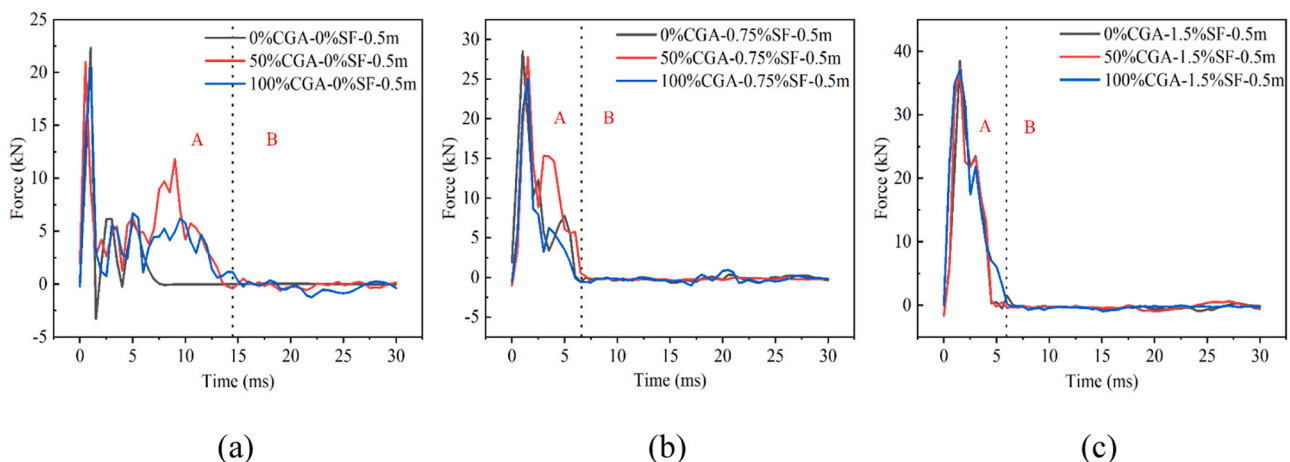 25
20
15
10
5
0
-5
Force (kN)
0%CGA-0%SF-0.5m
50%CGA-0%SF-0.5m
100%CGA-0%SF-0.5m
A B
0 5 10 15 20 25 30
Time (ms)
(a)
35
30
25
20
15
10
5
0
-5
Force (kN)
0%CGA-0.75%SF-0.5m
50%CGA-0.75%SF-0.5m
100%CGA-0.75%SF-0.5m
A B
0 5 10 15 20 25 30
Time (ms)
(b)
40
30
20
10
0
Force (kN)
0%CGA-1.5%SF-0.5m
50%CGA-1.5%SF-0.5m
100%CGA-1.5%SF-0.5m
A B
0 5 10 15 20 25 30
Time (ms)
(c)